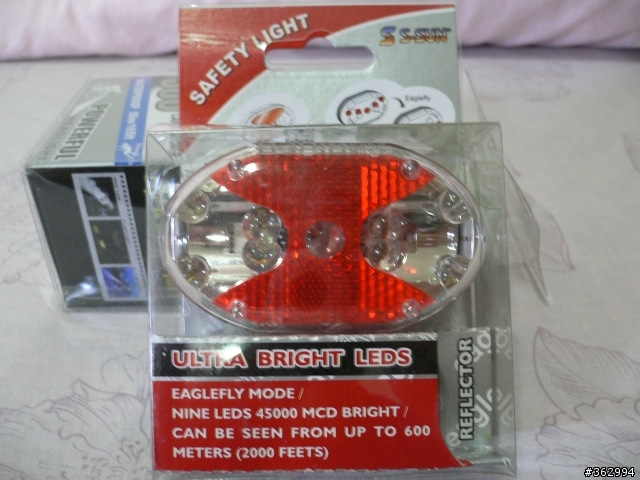 SAFETY LIGHT
S-SUN
Eaglefly
POWERFUL
ULTRA BRIGHT LEDS
EAGLEFLY MODE /
NINE LEDS 45000 MCD BRIGHT /
CAN BE SEEN FROM UP TO 600
METERS (2000 FEETS)
REFLECTOR
#362994